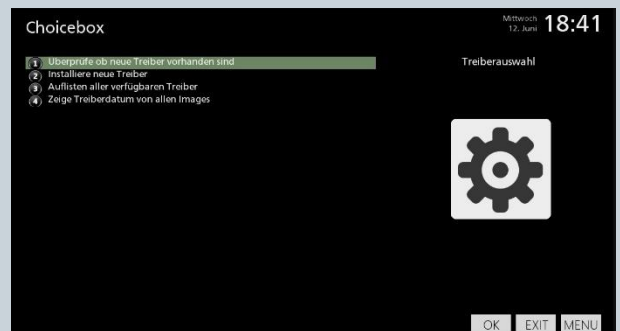 Choicebox
Mittwoch
12. Juni 18:41
1 Überprüfe ob neue Treiber vorhanden sind
2 Installiere neue Treiber
3 Auflisten aller verfügbaren Treiber
4 Zeige Treiberdatum von allen Images
Treiberauswahl
OK EXIT MENU